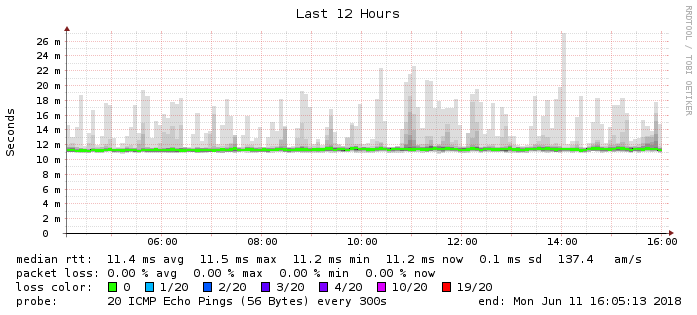 Last 12 Hours
RRDTOOL / TOBI OETIKER
Seconds
26 m
24 m
22 m
20 m
18 m
16 m
14 m
12 m
10 m
8 m
6 m
4 m
2 m
0
06:00 08:00 10:00 12:00 14:00 16:00
median rtt: 11.4 ms avg 11.5 ms max 11.2 ms min 11.2 ms now 0.1 ms sd 137.4 am/s
packet loss: 0.00 % avg 0.00 % max 0.00 % min 0.00 % now
loss color: 0 1/20 2/20 3/20 4/20 10/20 19/20
probe: 20 ICMP Echo Pings (56 Bytes) every 300s end: Mon Jun 11 16:05:13 2018